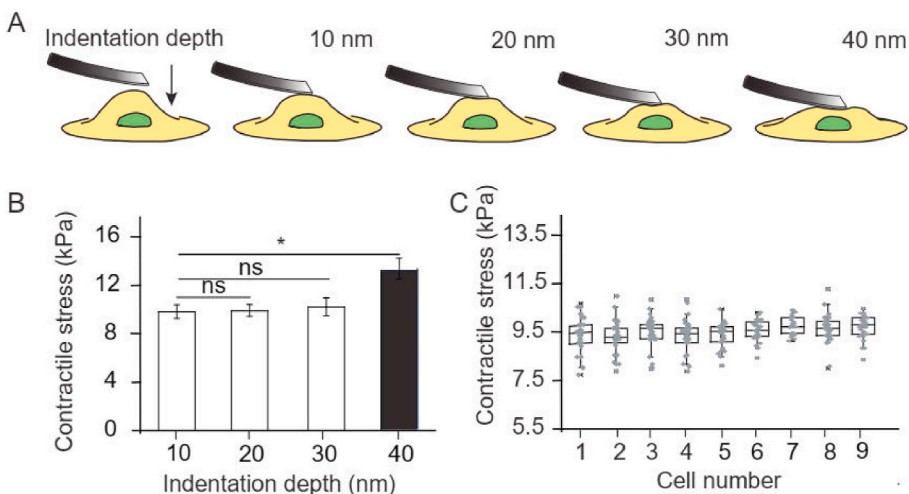 A
Indentation depth 10 nm 20 nm 30 nm 40 nm
B
Contractile stress (kPa)
16
12
8
4
0
*
ns
ns
10 20 30 40
Indentation depth (nm)
C
Contractile stress (kPa)
13.5
11.5
9.5
7.5
5.5
1 2 3 4 5 6 7 8 9
Cell number